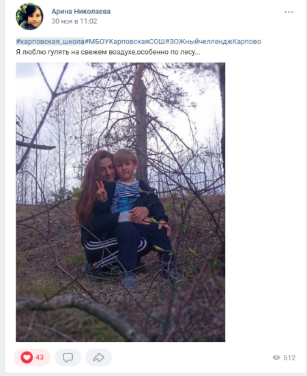 Арина Николаева
30 ноя в 11:02
#карповская_школа#МБОУКарповскаяСОШ#ЗОЖныйчелленджКарпово
Я люблю гулять на свежем воздухе,особенно по лесу...
43
512